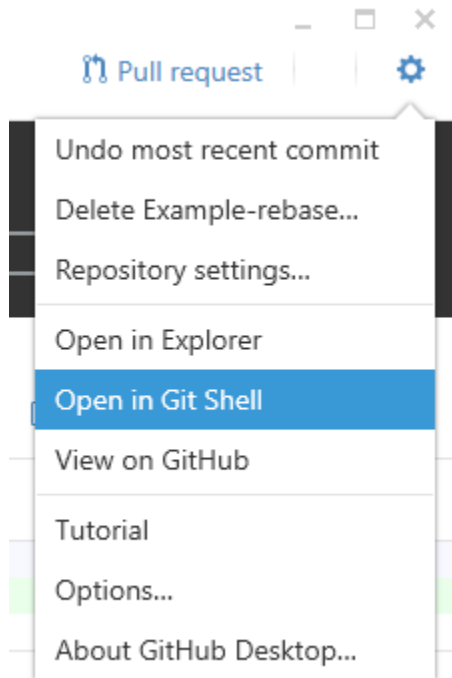 Pull request
Undo most recent commit
Delete Example-rebase...
Repository settings...
Open in Explorer
Open in Git Shell
View on GitHub
Tutorial
Options...
About GitHub Desktop...